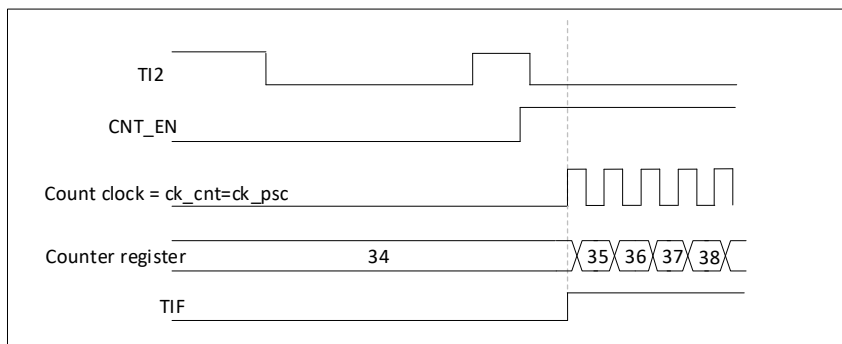 TI2
CNT_EN
Count clock = ck_cnt=ck_psc
Counter register 34 35 36 37 38
TIF